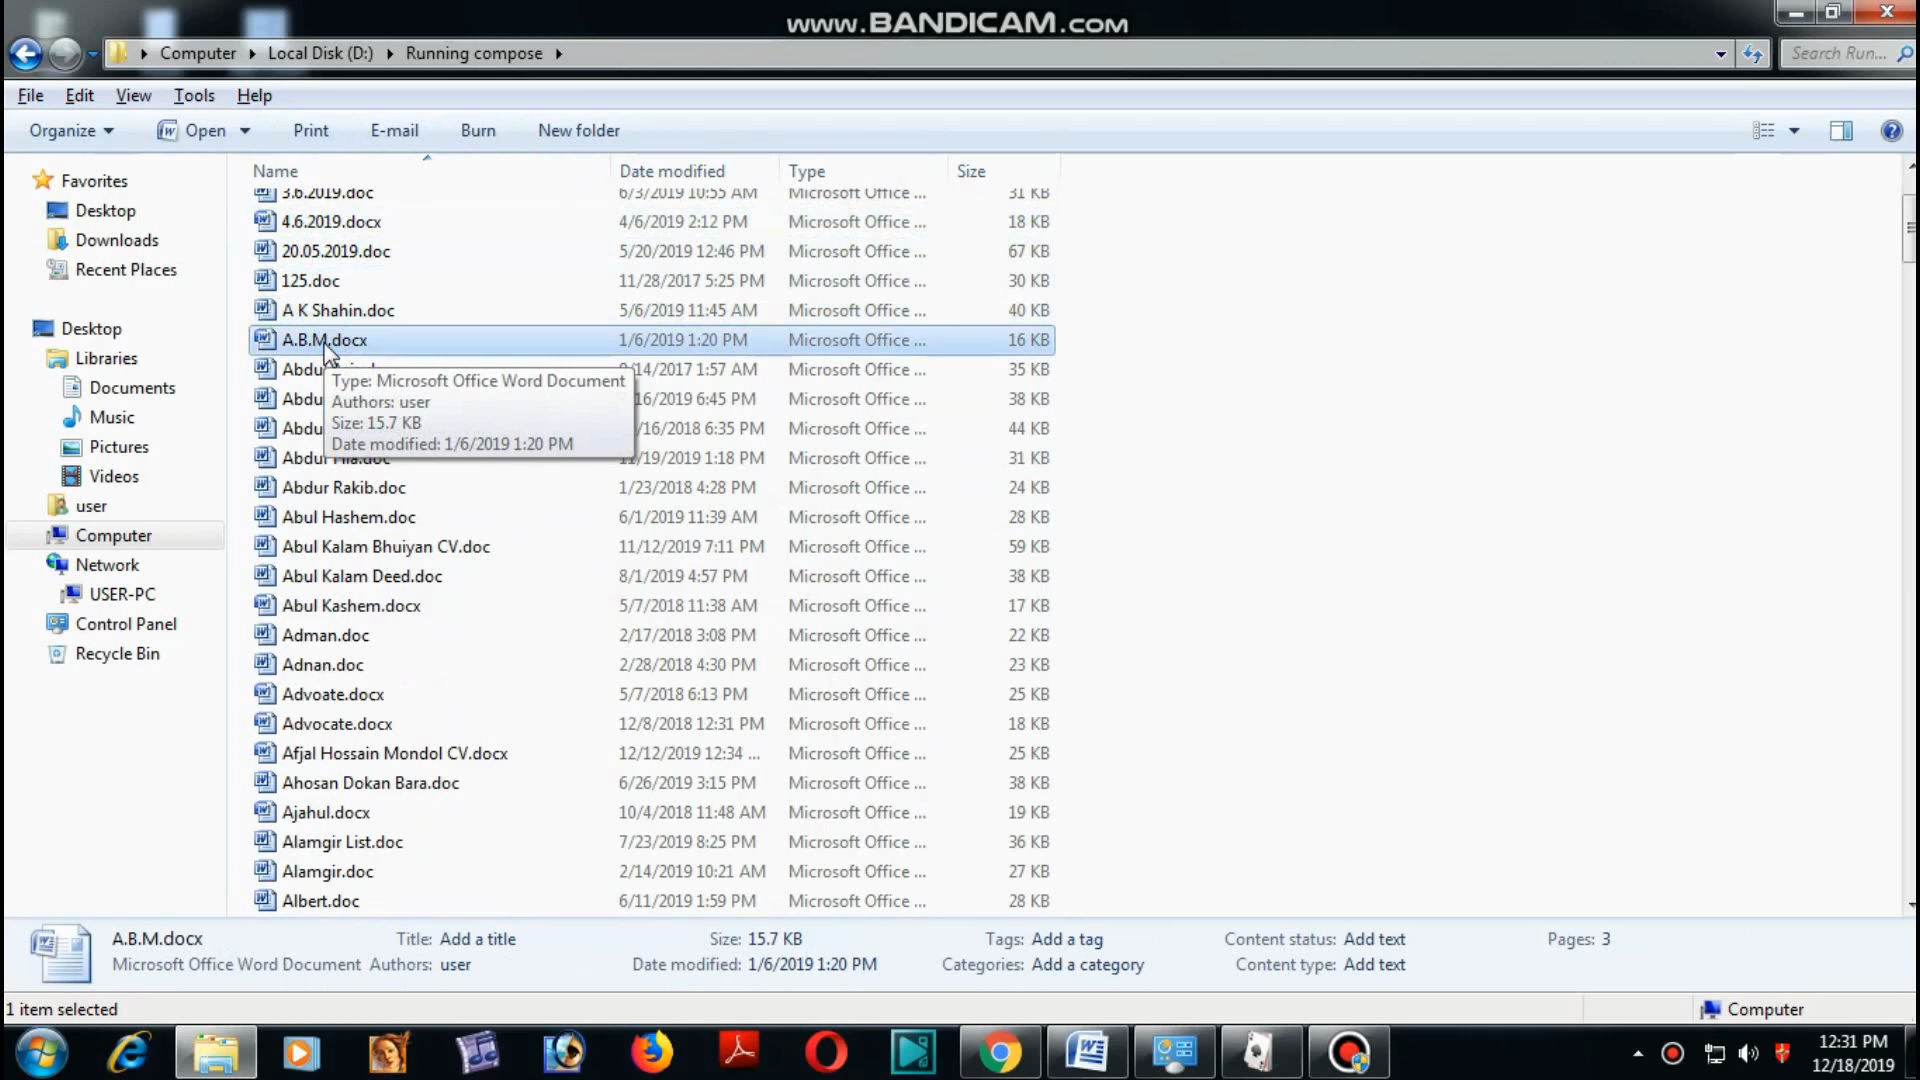 www.BANDICAM.com
Computer Local Disk (D:) Running compose
Search Run...
File Edit View Tools Help
Organize Open Print E-mail Burn New folder
Name Date modified Type Size
3.6.2019.doc 6/3/2019 10:55 AM Microsoft Office ... 31 KB
4.6.2019.docx 4/6/2019 2:12 PM Microsoft Office ... 18 KB
20.05.2019.doc 5/20/2019 12:46 PM Microsoft Office ... 67 KB
125.doc 11/28/2017 5:25 PM Microsoft Office ... 30 KB
A K Shahin.doc 5/6/2019 11:45 AM Microsoft Office ... 40 KB
A.B.M.docx 1/6/2019 1:20 PM Microsoft Office ... 16 KB
14/2017 1:57 AM Microsoft Office ... 35 KB
16/2019 6:45 PM Microsoft Office ... 38 KB
/16/2018 6:35 PM Microsoft Office ... 44 KB
Abdur 11/19/2019 1:18 PM Microsoft Office ... 31 KB
Type: Microsoft Office Word Document
Authors: user
Size: 15.7 KB
Date modified: 1/6/2019 1:20 PM
Abdur Rakib.doc 1/23/2018 4:28 PM Microsoft Office ... 24 KB
Abul Hashem.doc 6/1/2019 11:39 AM Microsoft Office ... 28 KB
Abul Kalam Bhuiyan CV.doc 11/12/2019 7:11 PM Microsoft Office ... 59 KB
Abul Kalam Deed.doc 8/1/2019 4:57 PM Microsoft Office ... 38 KB
Abul Kashem.docx 5/7/2018 11:38 AM Microsoft Office ... 17 KB
Adman.doc 2/17/2018 3:08 PM Microsoft Office ... 22 KB
Adnan.doc 2/28/2018 4:30 PM Microsoft Office ... 23 KB
Advoate.docx 5/7/2018 6:13 PM Microsoft Office ... 25 KB
Advocate.docx 12/8/2018 12:31 PM Microsoft Office ... 18 KB
Afjal Hossain Mondol CV.docx 12/12/2019 12:34 ... Microsoft Office ... 25 KB
Ahosan Dokan Bara.doc 6/26/2019 3:15 PM Microsoft Office ... 38 KB
Ajahul.docx 10/4/2018 11:48 AM Microsoft Office ... 19 KB
Alamgir List.doc 7/23/2019 8:25 PM Microsoft Office ... 36 KB
Alamgir.doc 2/14/2019 10:21 AM Microsoft Office ... 27 KB
Albert.doc 6/11/2019 1:59 PM Microsoft Office ... 28 KB
Favorites
Desktop
Downloads
Recent Places
Desktop
Libraries
Documents
Music
Pictures
Videos
user
Computer
Network
USER-PC
Control Panel
Recycle Bin
A.B.M.docx Title: Add a title Size: 15.7 KB Tags: Add a tag Content status: Add text Pages: 3
Microsoft Office Word Document Authors: user Date modified: 1/6/2019 1:20 PM Categories: Add a category Content type: Add text
1 item selected Computer
12:31 PM
12/18/2019